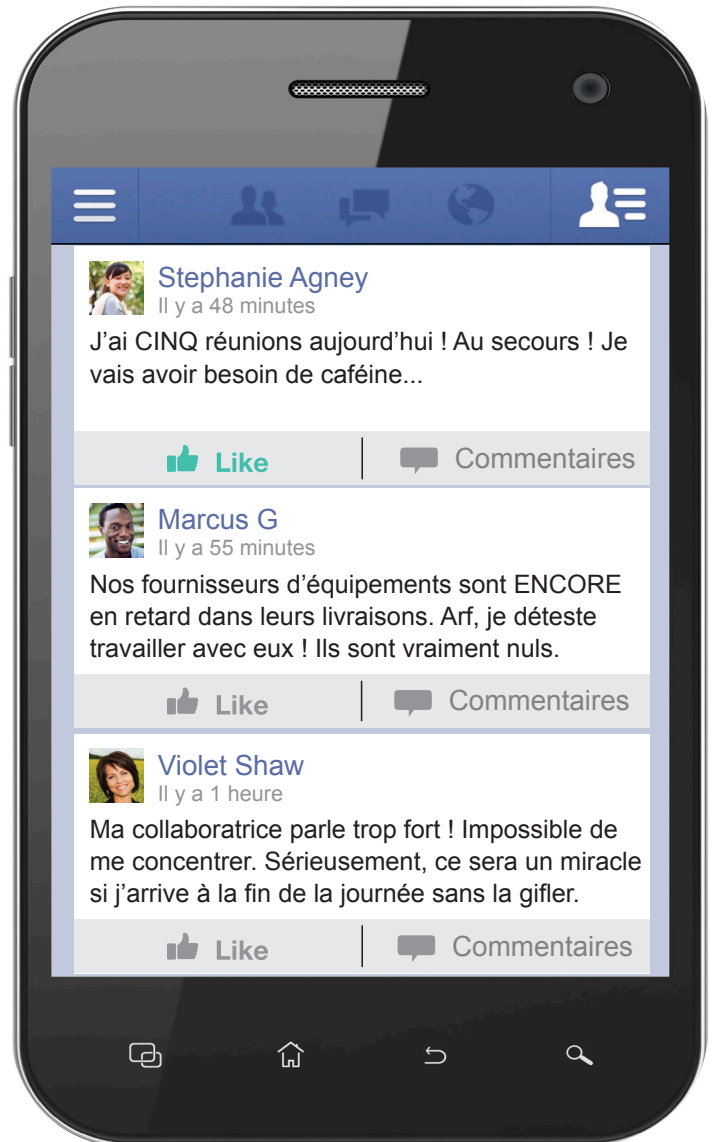 Stephanie Agney
Il y a 48 minutes
J’ai CINQ réunions aujourd’hui ! Au secours ! Je
vais avoir besoin de caféine...
Like
Commentaires
Marcus G
Il y a 55 minutes
Nos fournisseurs d’équipements sont ENCORE
en retard dans leurs livraisons. Arf, je déteste
travailler avec eux ! Ils sont vraiment nuls.
Like
Commentaires
Violet Shaw
Il y a 1 heure
Ma collaboratrice parle trop fort ! Impossible de
me concentrer. Sérieusement, ce sera un miracle
si j’arrive à la fin de la journée sans la gifler.
Like
Commentaires